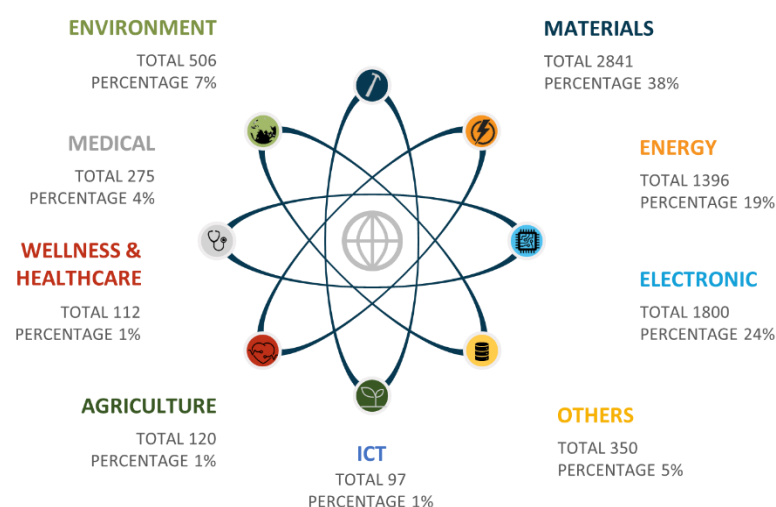 ENVIRONMENT
TOTAL 506
PERCENTAGE 7%
MATERIALS
TOTAL 2841
PERCENTAGE 38%
MEDICAL
TOTAL 275
PERCENTAGE 4%
ENERGY
TOTAL 1396
PERCENTAGE 19%
WELLNESS &
HEALTHCARE
TOTAL 112
PERCENTAGE 1%
ELECTRONIC
TOTAL 1800
PERCENTAGE 24%
AGRICULTURE
TOTAL 120
PERCENTAGE 1%
ICT
TOTAL 97
PERCENTAGE 1%
OTHERS
TOTAL 350
PERCENTAGE 5%